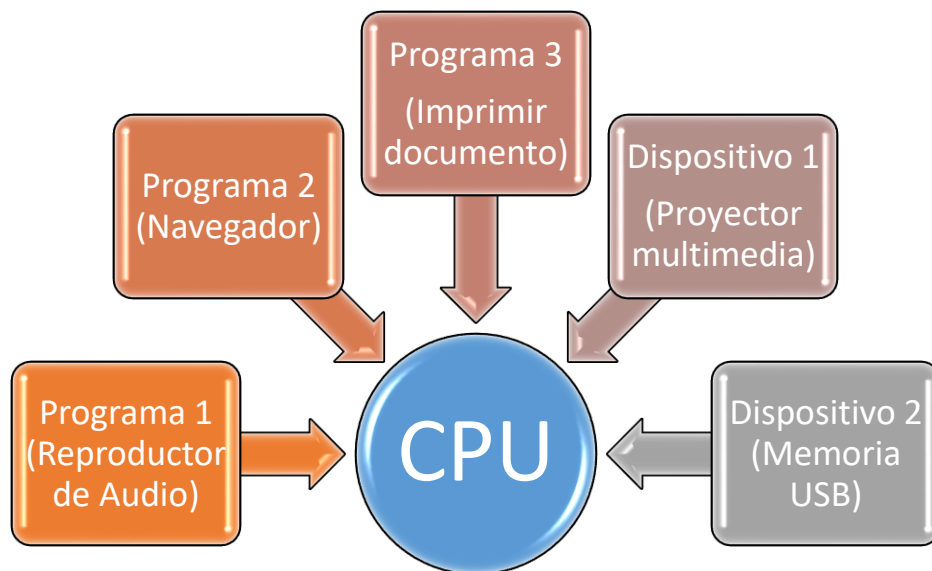 Programa 1
(Reproductor
de Audio)
Programa 2
(Navegador)
Programa 3
(Imprimir
documento)
Dispositivo 1
(Proyector
multimedia)
Dispositivo 2
(Memoria
USB)
CPU